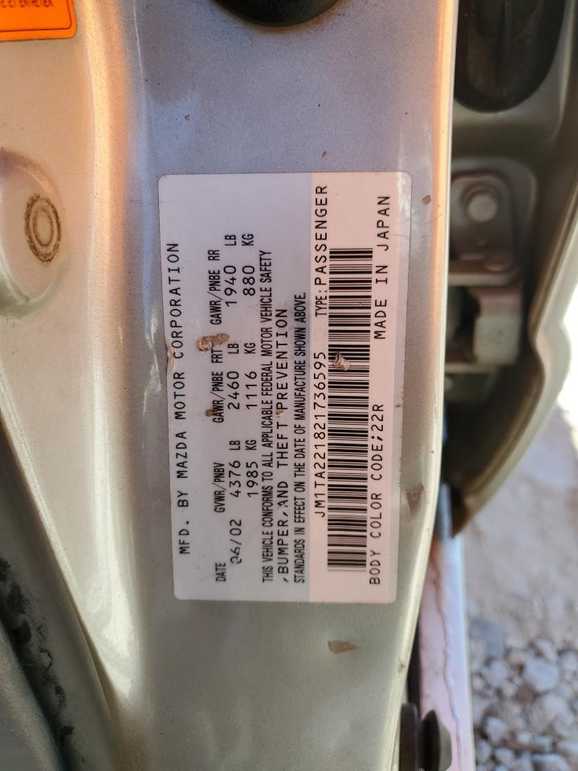 MFD. BY MAZDA MOTOR CORPORATION
DATE GVWR/PNBV GAWR/PNBE FRT GAWR/PNBE RR
06/02 4376 LB 2460 LB 1940 LB
1985 KG 1116 KG 880 KG
THIS VEHICLE CONFORMS TO ALL APPLICABLE FEDERAL MOTOR VEHICLE SAFETY
,BUMPER,AND THEFT PREVENTION
STANDARDS IN EFFECT ON THE DATE OF MANUFACTURE SHOWN ABOVE.
JM1TA221821736595 TYPE:PASSENGER
BODY COLOR CODE;22R MADE IN JAPAN